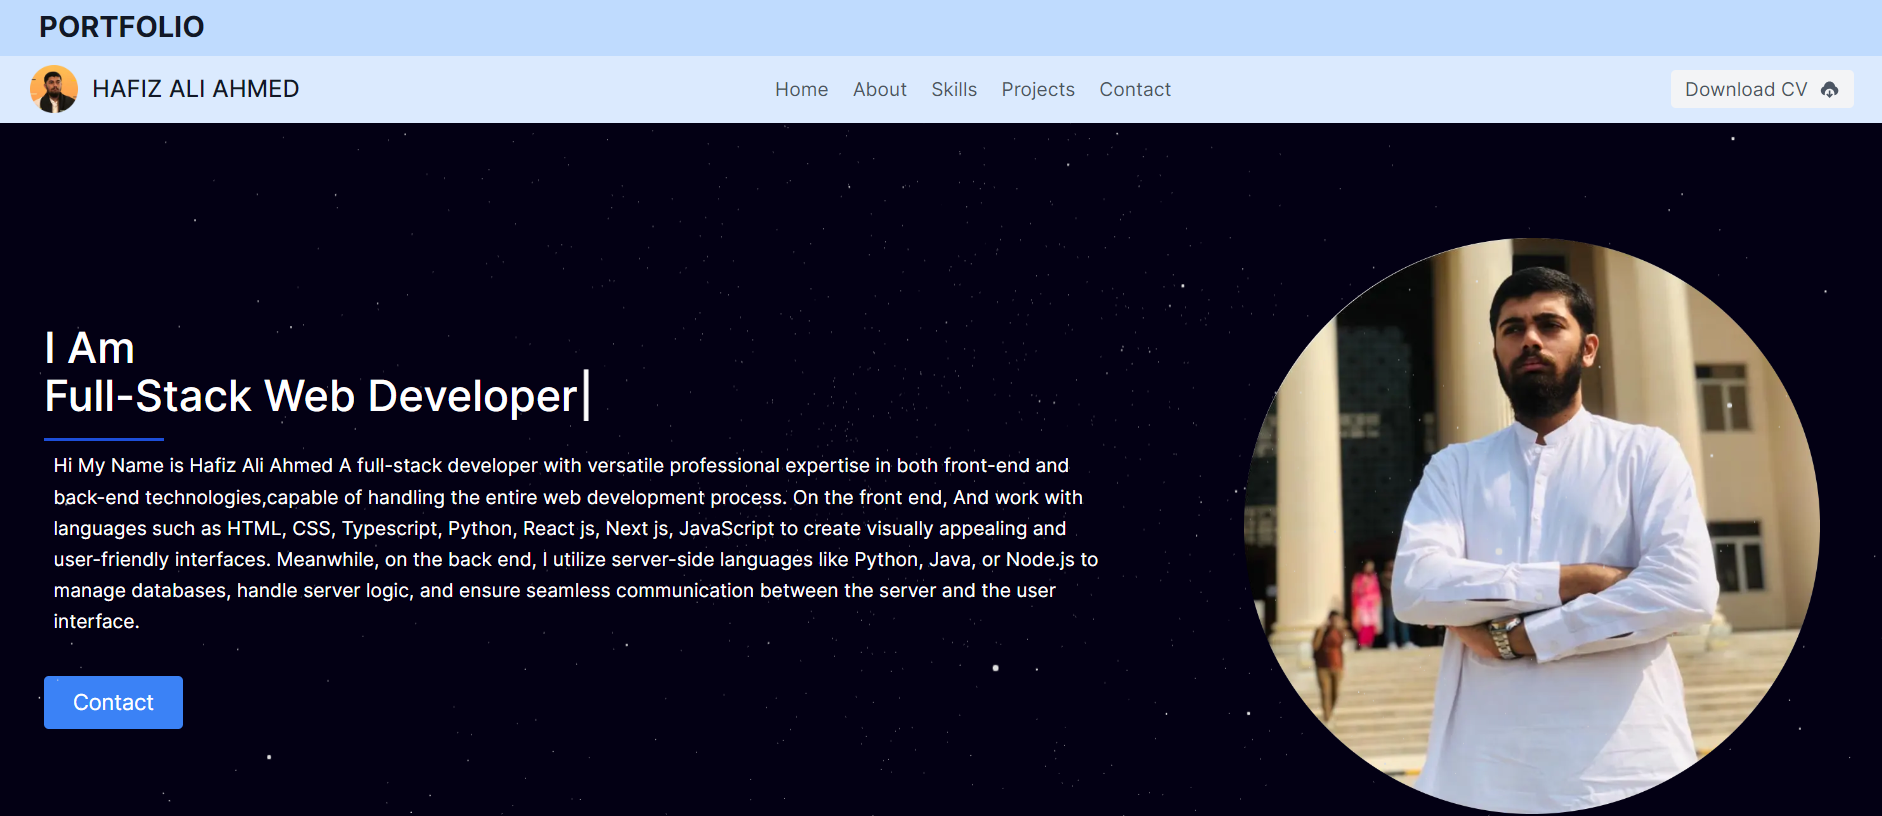 PORTFOLIO
HAFIZ ALI AHMED
Home About Skills Projects Contact
Download CV
I Am
Full-Stack Web Developer|
Hi My Name is Hafiz Ali Ahmed A full-stack developer with versatile professional expertise in both front-end and
back-end technologies,capable of handling the entire web development process. On the front end, And work with
languages such as HTML, CSS, Typescript, Python, React js, Next js, JavaScript to create visually appealing and
user-friendly interfaces. Meanwhile, on the back end, I utilize server-side languages like Python, Java, or Node.js to
manage databases, handle server logic, and ensure seamless communication between the server and the user
interface.
Contact